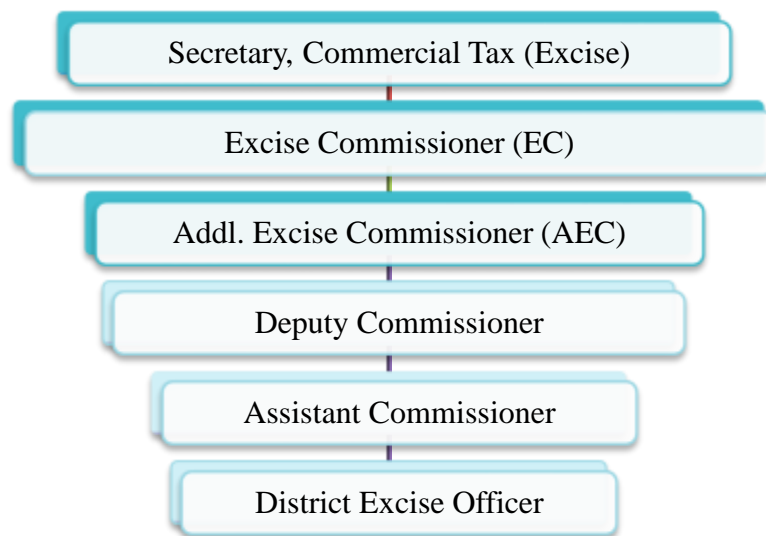 Secretary, Commercial Tax (Excise)
Excise Commissioner (EC)
Addl. Excise Commissioner (AEC)
Deputy Commissioner
Assistant Commissioner
District Excise Officer